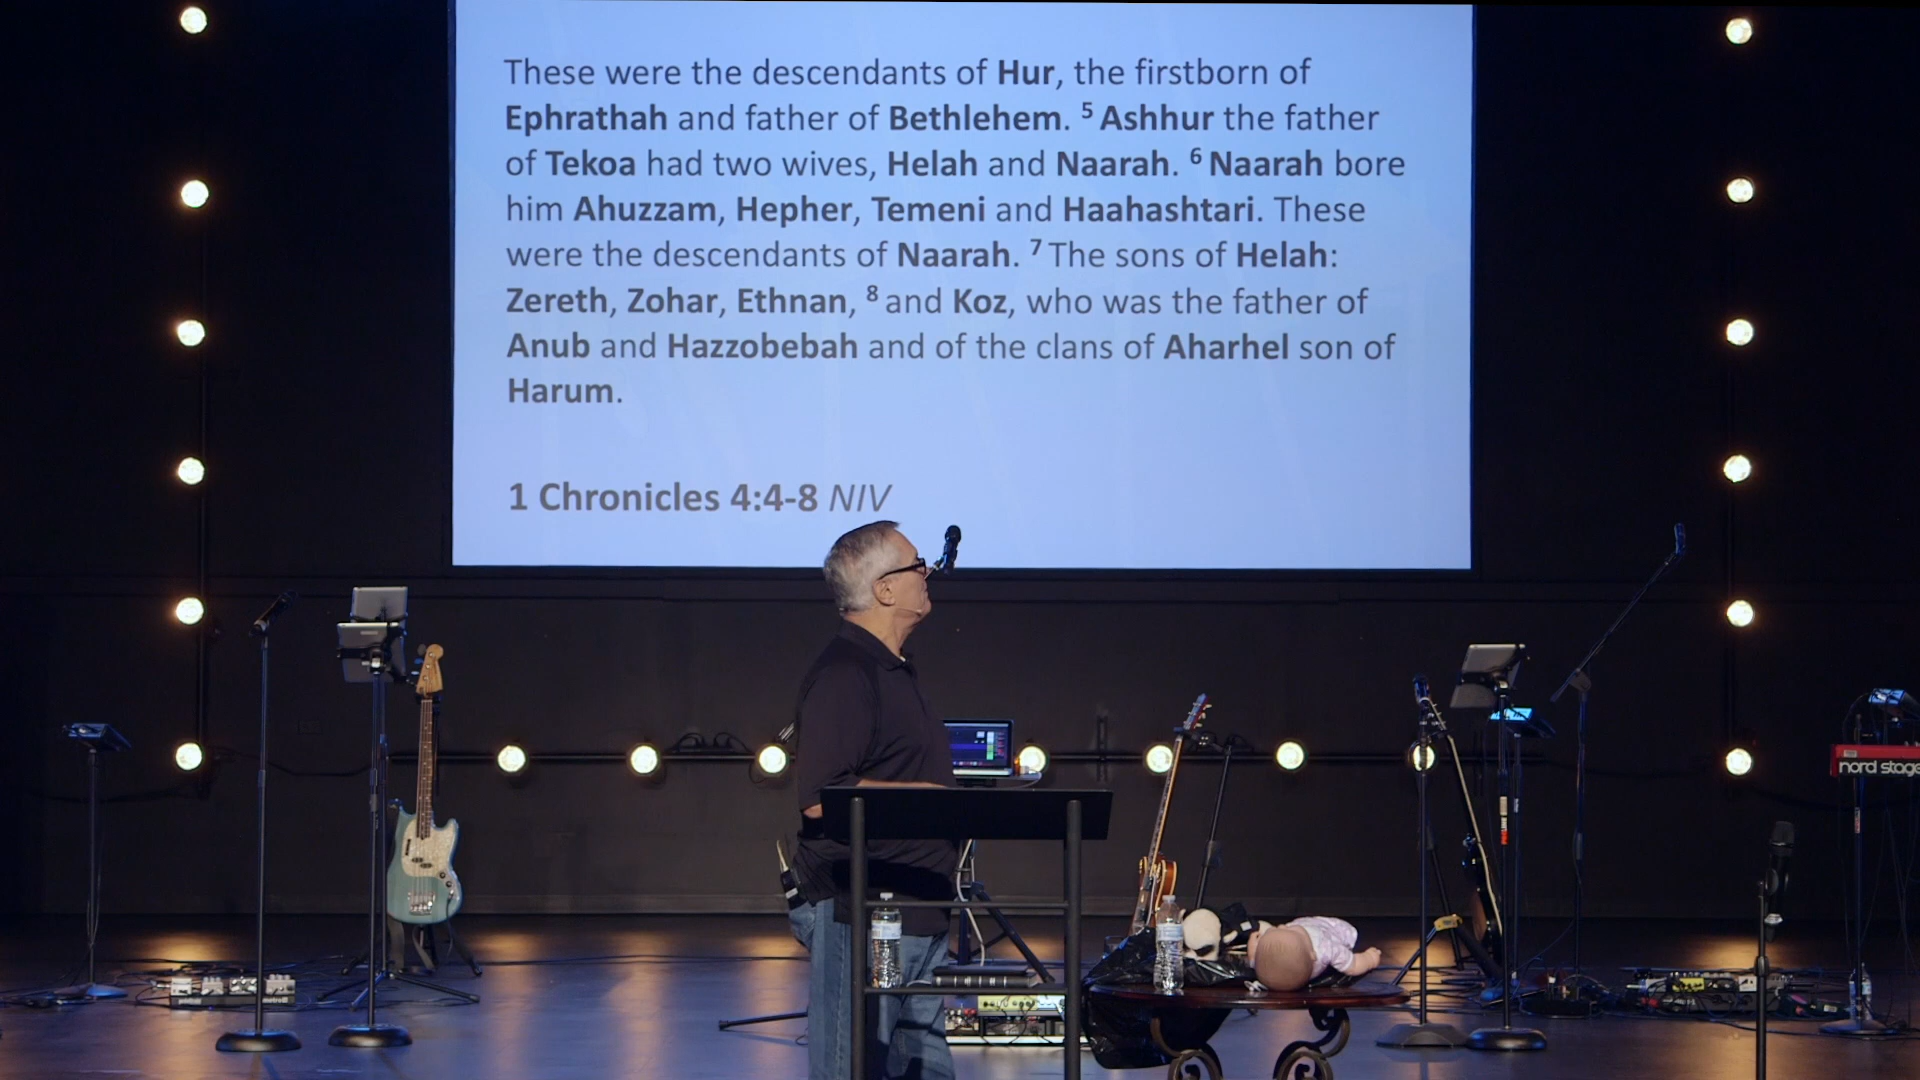 These were the descendants of Hur, the firstborn of
Ephrathah and father of Bethlehem. ⁵ Ashhur the father
of Tekoa had two wives, Helah and Naarah. ⁶ Naarah bore
him Ahuzzam, Hepher, Temeni and Haahashtari. These
were the descendants of Naarah. ⁷ The sons of Helah:
Zereth, Zohar, Ethnan, ⁸ and Koz, who was the father of
Anub and Hazzobebah and of the clans of Aharhel son of
Harum.
1 Chronicles 4:4-8 NIV
nord stage